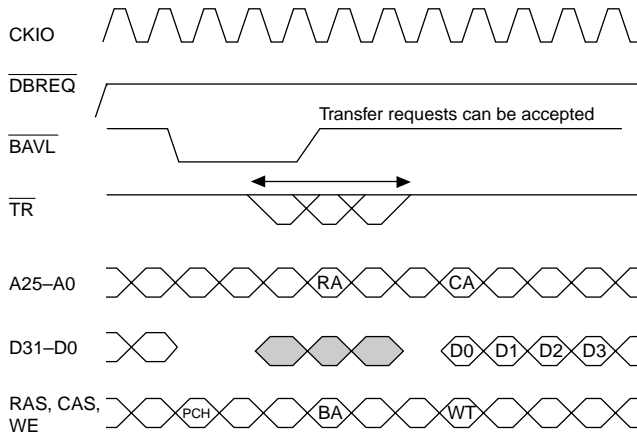 CKIO
DBREQ
Transfer requests can be accepted
BAVL
TR
A25–A0 RA CA
D31–D0 D0 D1 D2 D3
RAS, CAS,
WE PCH BA WT